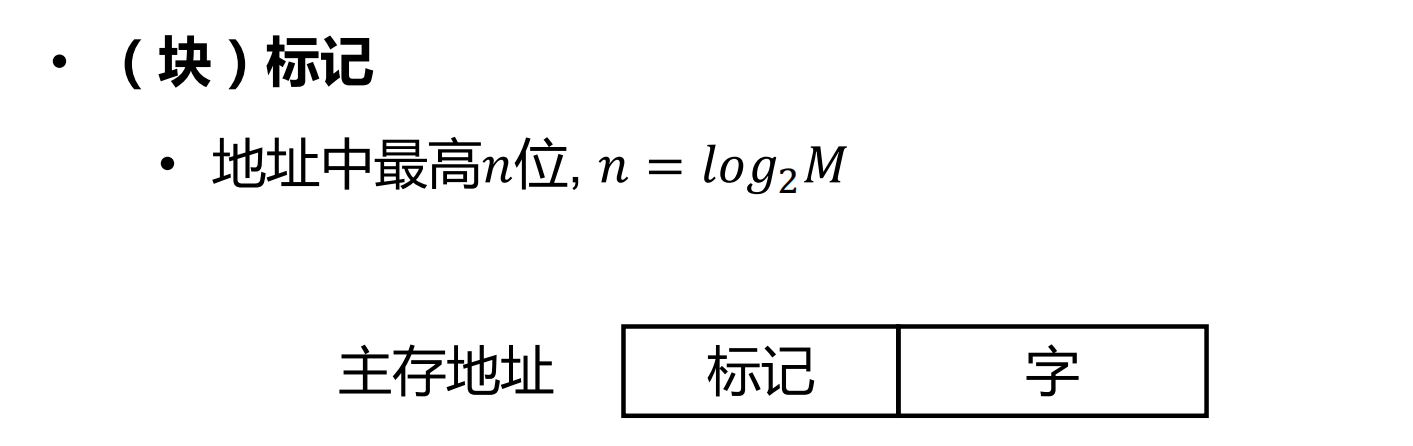 • （块）标记
• 地址中最高n位, n = log₂M
主存地址 标记 字